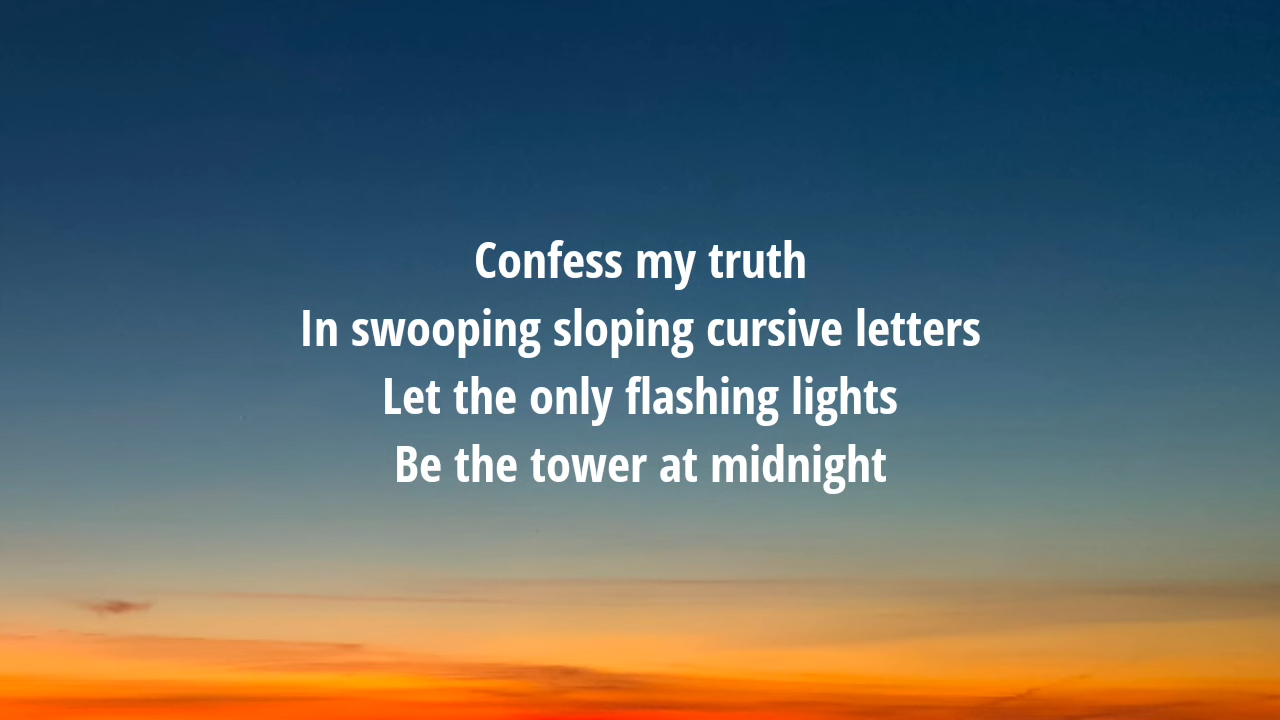 Confess my truth
In swooping sloping cursive letters
Let the only flashing lights
Be the tower at midnight